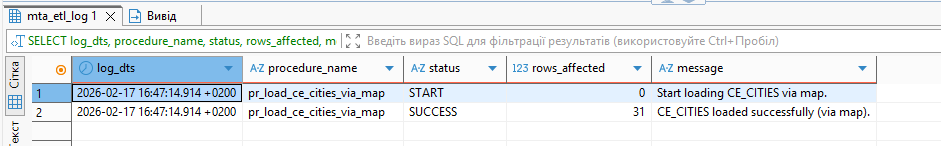 mta_etl_log 1 Вивід
SELECT log_dts, procedure_name, status, rows_affected, m Введіть вираз SQL для фільтрації результатів (використовуйте Ctrl+Пробіл)
Сітка
log_dts A-Z procedure_name A-Z status 123 rows_affected A-Z message
1 2026-02-17 16:47:14.914 +0200 pr_load_ce_cities_via_map START 0 Start loading CE_CITIES via map.
2 2026-02-17 16:47:14.914 +0200 pr_load_ce_cities_via_map SUCCESS 31 CE_CITIES loaded successfully (via map).